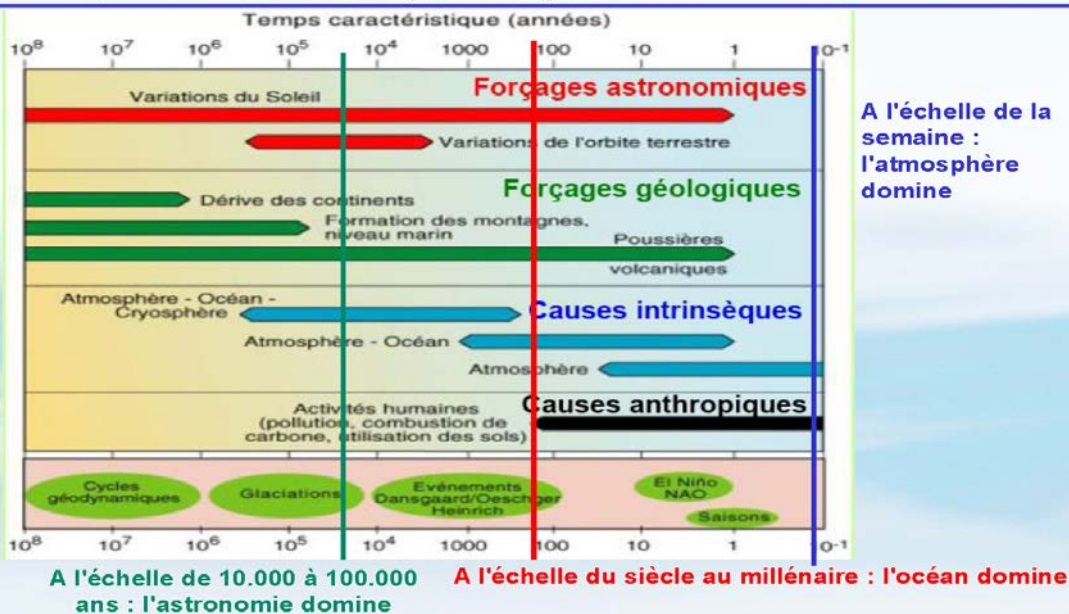 Temps caractéristique (années)
10⁸ 10⁷ 10⁶ 10⁵ 10⁴ 1000 100 10 1 10⁻¹
Forçages astronomiques
Variations du Soleil
Variations de l'orbite terrestre
Forçages géologiques
Dérive des continents
Formation des montagnes,
niveau marin
Poussières
volcaniques
Causes intrinsèques
Atmosphère - Océan -
Cryosphère
Atmosphère - Océan
Atmosphère
Causes anthropiques
Activités humaines
(pollution, combustion de
carbone, utilisation des sols)
Cycles
géodynamiques
Glaciations
Evénements
Dansgaard/Oeschger
Heinrich
El Niño
NAO
Saisons
10⁸ 10⁷ 10⁶ 10⁵ 10⁴ 1000 100 10 1 10⁻¹
A l'échelle de la
semaine :
l'atmosphère
domine
A l'échelle de 10.000 à 100.000
ans : l'astronomie domine
A l'échelle du siècle au millénaire : l'océan domine